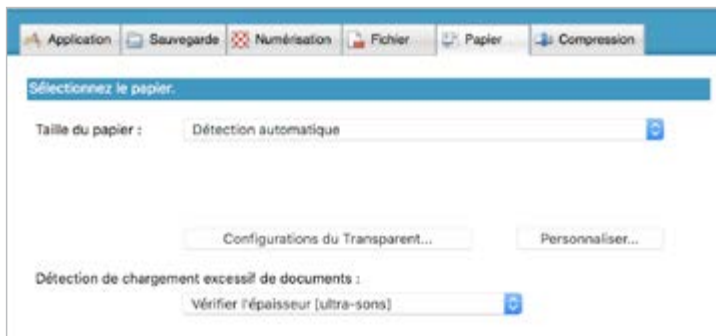 Application Sauvegarde Numérisation Fichier Papier Compression
Sélectionnez le papier.
Taille du papier : Détection automatique
Configurations du Transparent... Personnaliser...
Détection de chargement excessif de documents :
Vérifier l'épaisseur [ultra-sons]